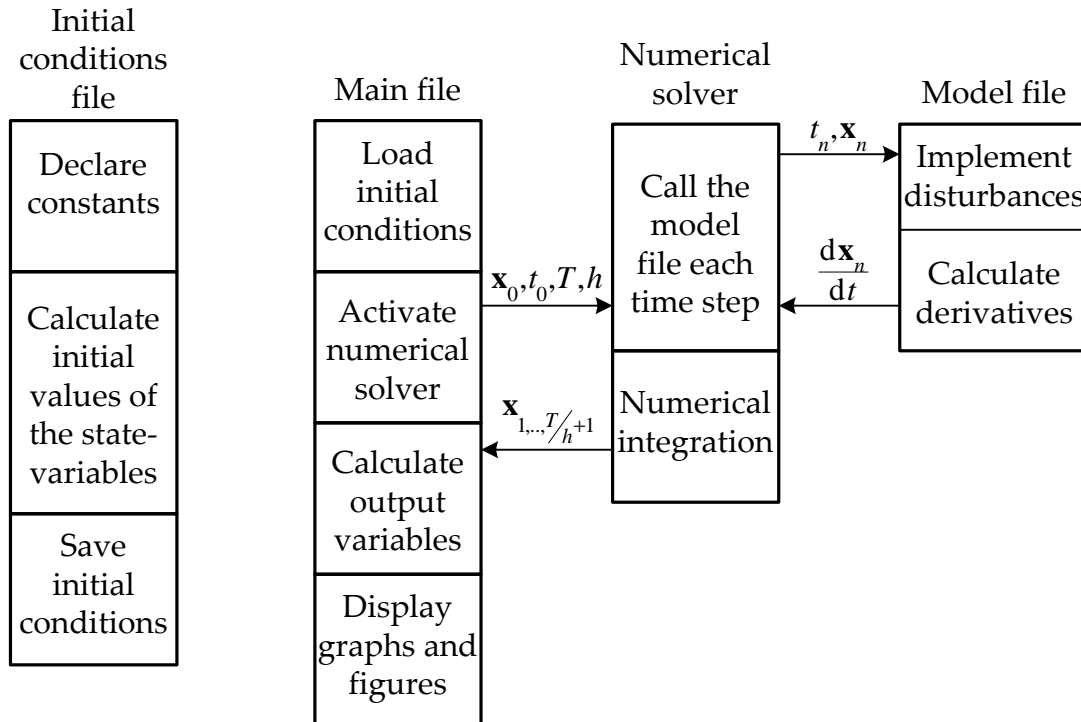 Initial
conditions
file
Declare
constants
Calculate
initial
values of
the state-
variables
Save
initial
conditions
Main file
Load
initial
conditions
Activate
numerical
solver
Calculate
output
variables
Display
graphs and
figures
x₀,t₀,T,h
x₁,..,T/h+1
Numerical
solver
Call the
model
file each
time step
Numerical
integration
tₙ,xₙ
dxₙ
dt
Model file
Implement
disturbances
Calculate
derivatives